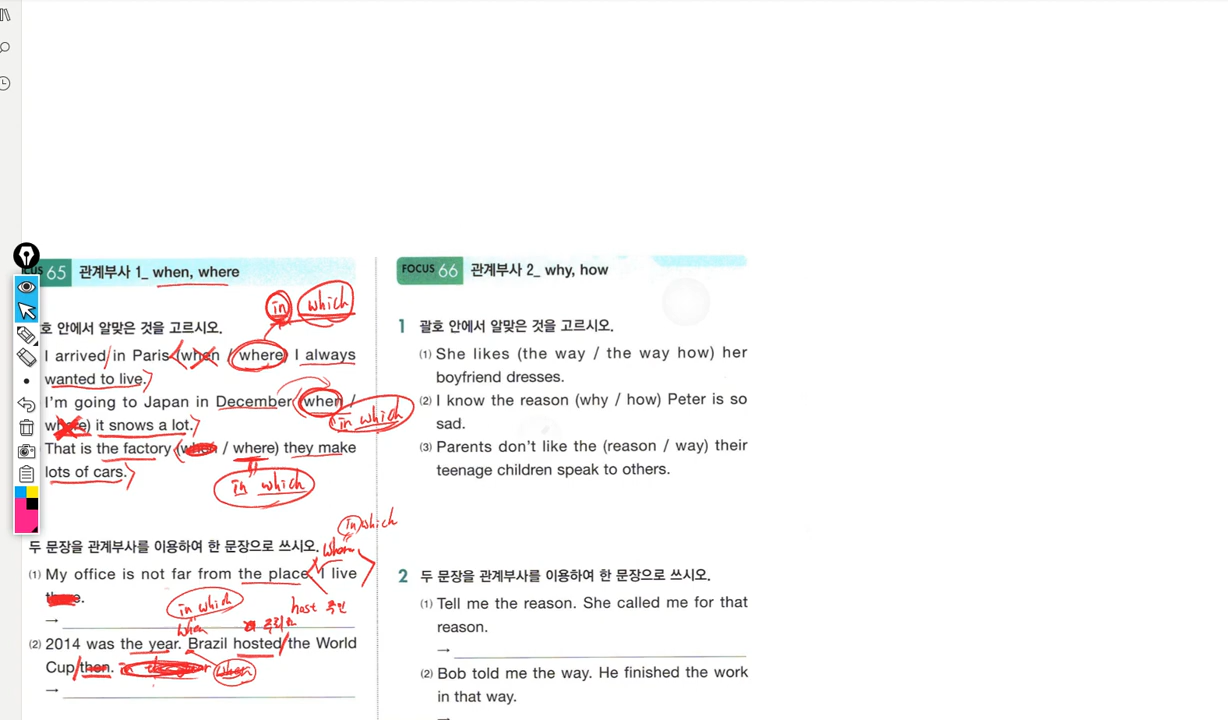 CUS 65 관계부사 1_ when, where
in which
호 안에서 알맞은 것을 고르시오.
I arrived in Paris (when / where) I always
wanted to live.
I'm going to Japan in December (when /
where) it snows a lot.
in which
That is the factory (when / where) they make
lots of cars.
in which
in which
두 문장을 관계부사를 이용하여 한 문장으로 쓰시오.
where
(1) My office is not far from the place. I live
there.
in which
host 주인
→
when
주최하
(2) 2014 was the year. Brazil hosted the World
Cup then.
in
when
→
FOCUS 66 관계부사 2_ why, how
1 괄호 안에서 알맞은 것을 고르시오.
(1) She likes (the way / the way how) her
boyfriend dresses.
(2) I know the reason (why / how) Peter is so
sad.
(3) Parents don't like the (reason / way) their
teenage children speak to others.
2 두 문장을 관계부사를 이용하여 한 문장으로 쓰시오.
(1) Tell me the reason. She called me for that
reason.
→
(2) Bob told me the way. He finished the work
in that way.
→